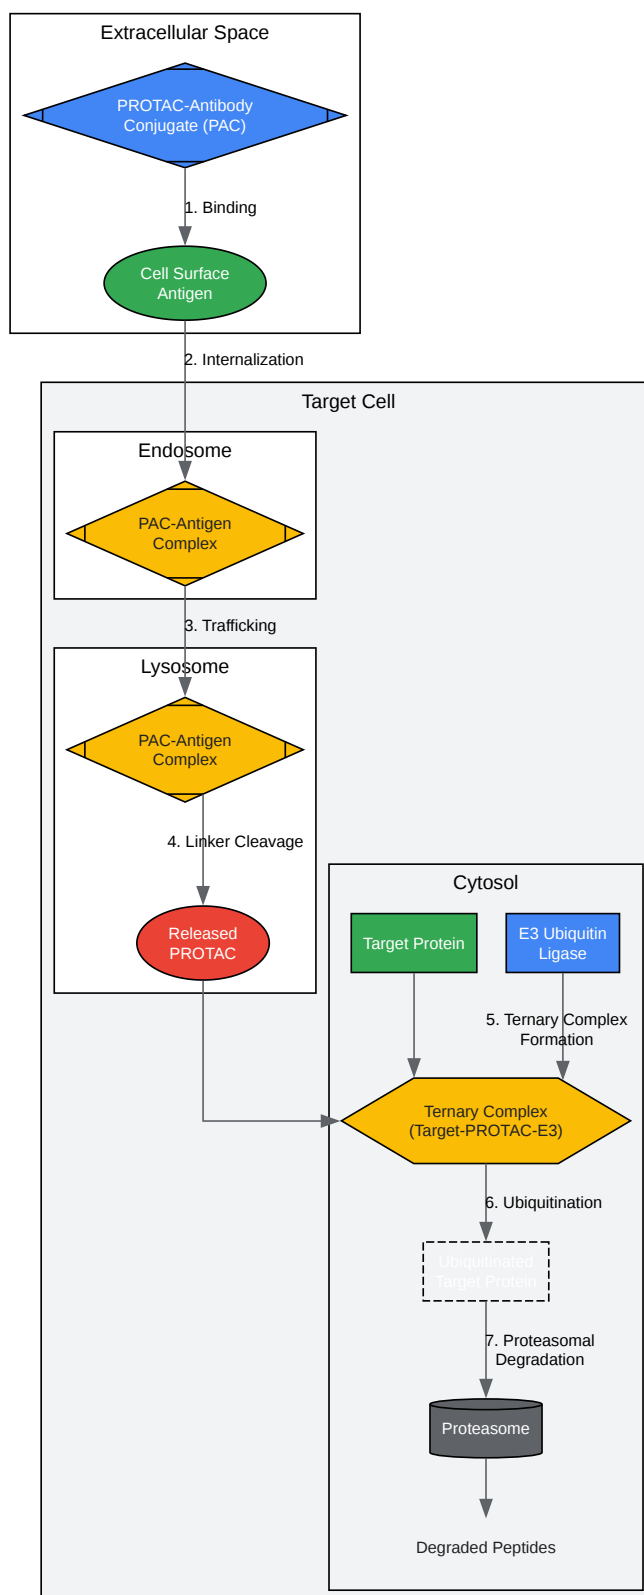 Extracellular Space
PROTAC-Antibody
Conjugate (PAC)
1. Binding
Cell Surface
Antigen
2. Internalization
Target Cell
Endosome
PAC-Antigen
Complex
3. Trafficking
Lysosome
PAC-Antigen
Complex
4. Linker Cleavage
Released
PROTAC
Cytosol
Target Protein
E3 Ubiquitin
Ligase
5. Ternary Complex
Formation
Ternary Complex
(Target-PROTAC-E3)
6. Ubiquitination
Ubiquitinated
Target Protein
7. Proteasomal
Degradation
Proteasome
Degraded Peptides